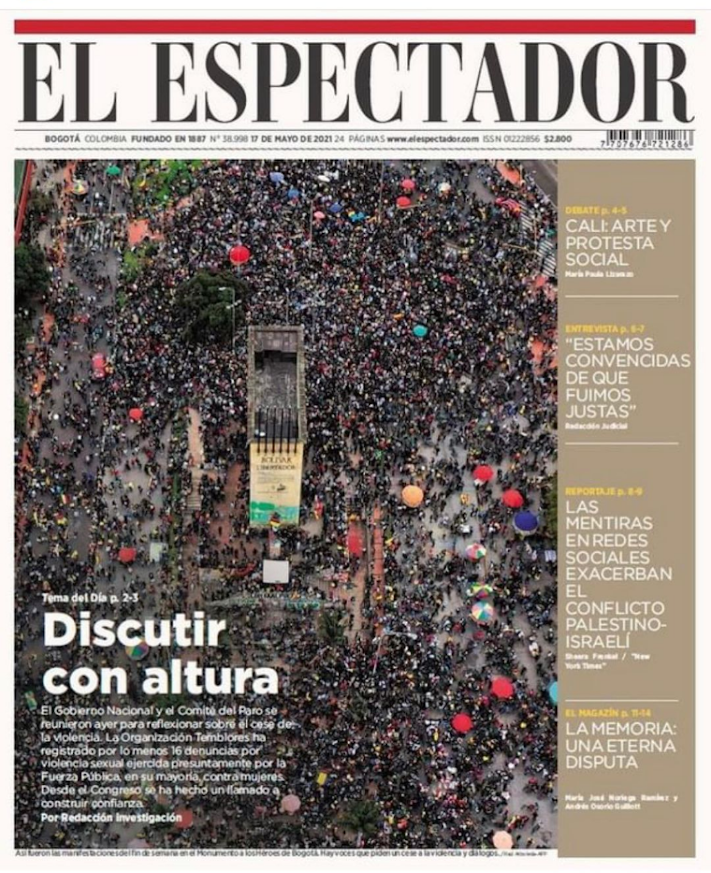 EL ESPECTADOR
BOGOTÁ COLOMBIA FUNDADO EN 1887 N° 38.998 17 DE MAYO DE 2021 24 PÁGINAS www.elespectador.com ISSN 01222856 $2.800
7 707676 721286
DEBATE p. 4-5
CALI: ARTE Y
PROTESTA
SOCIAL
María Paula Lizarazo
ENTREVISTA p. 6-7
“ESTAMOS
CONVENCIDAS
DE QUE
FUIMOS
JUSTAS”
Redacción Judicial
REPORTAJE p. 8-9
LAS
MENTIRAS
EN REDES
SOCIALES
EXACERBAN
EL
CONFLICTO
PALESTINO-
ISRAELÍ
Sheera Frenkel / "New
York Times"
EL MAGAZÍN p. 11-14
LA MEMORIA:
UNA ETERNA
DISPUTA
María José Noriega Ramírez y
Andrés Osorio Guillott
BOLÍVAR
LIBERTADOR
Tema del Día p. 2-3
Discutir
con altura
El Gobierno Nacional y el Comité del Paro se
reunieron ayer para reflexionar sobre el cese de
la violencia. La Organización Temblores ha
registrado por lo menos 16 denuncias por
violencia sexual ejercida presuntamente por la
Fuerza Pública, en su mayoría, contra mujeres.
Desde el Congreso se ha hecho un llamado a
construir confianza.
Por Redacción Investigación
Así fueron las manifestaciones del fin de semana en el Monumento a los Héroes de Bogotá. Hay voces que piden un cese a la violencia y diálogos.